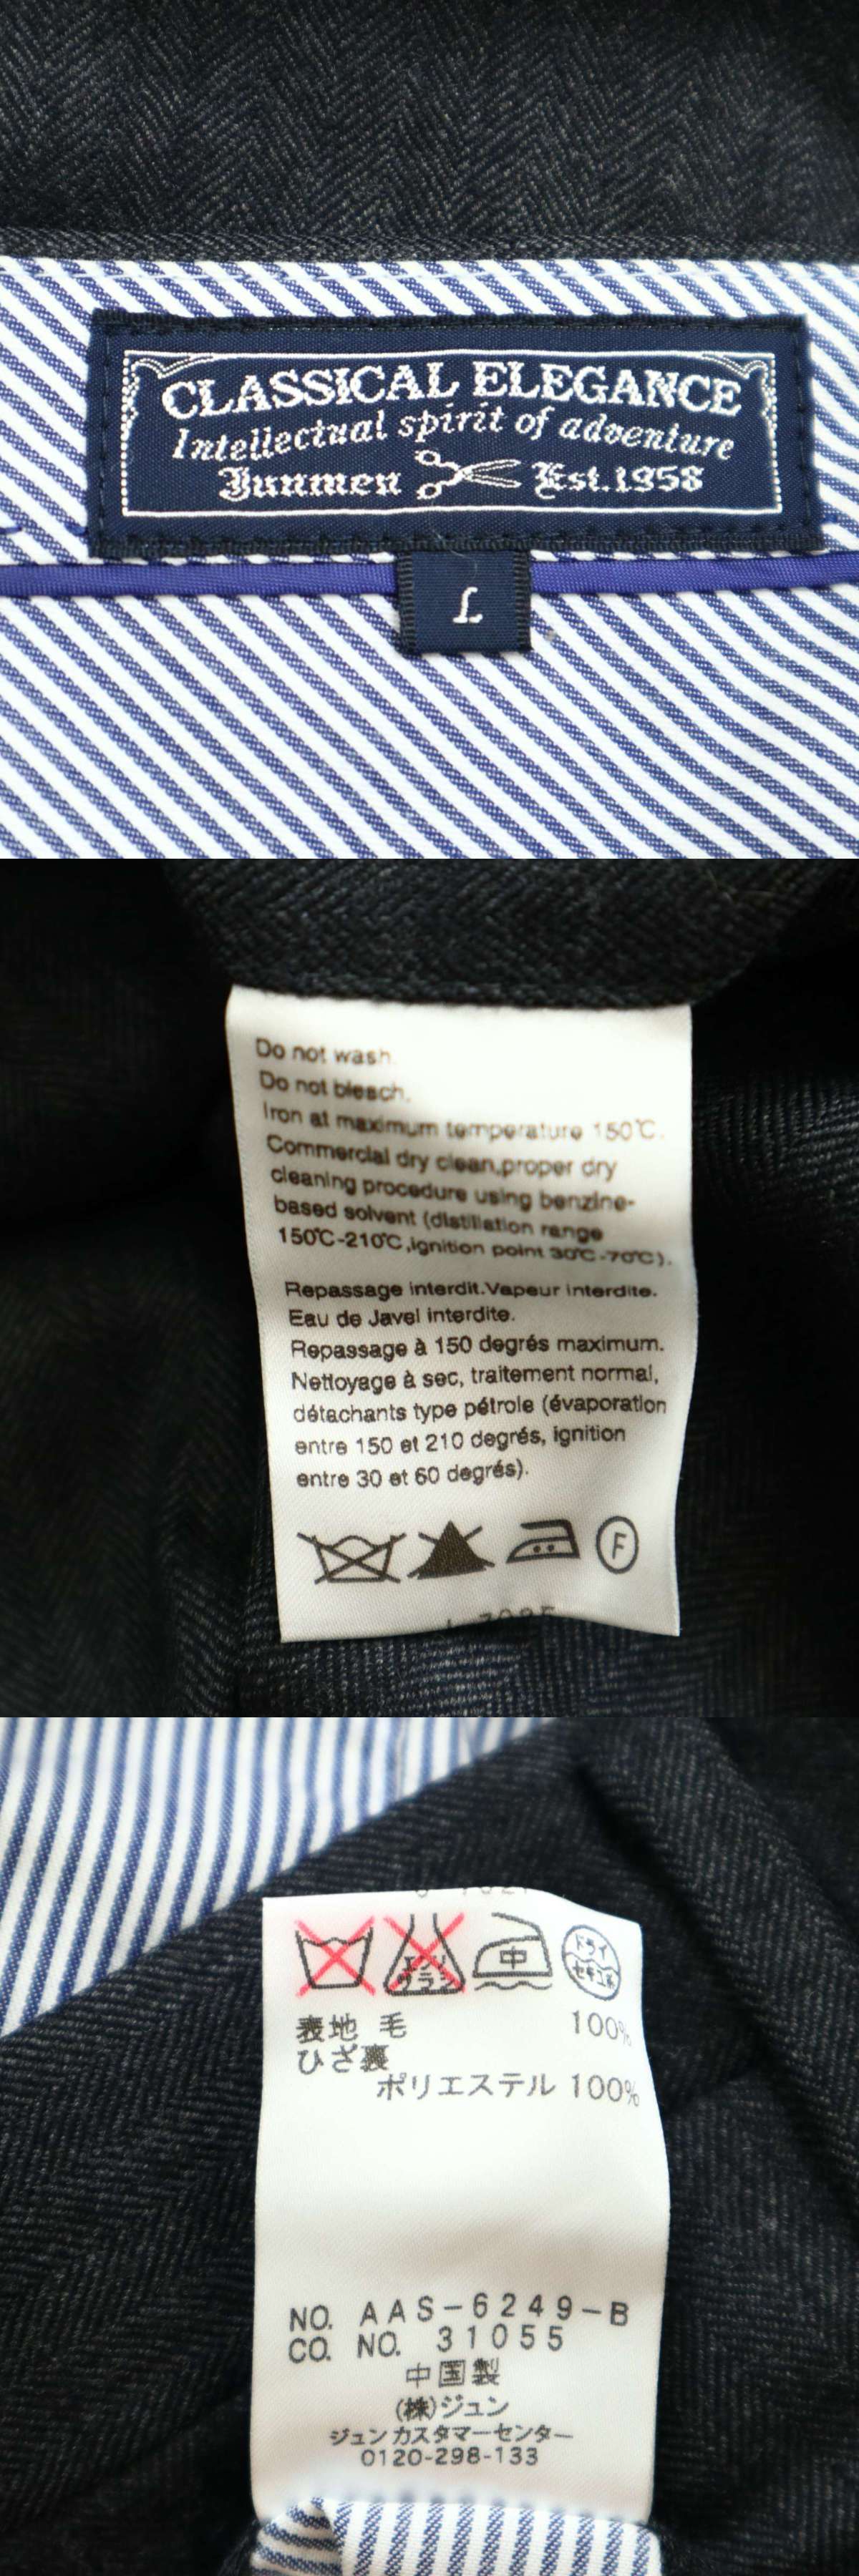 CLASSICAL ELEGANCE
Intellectual spirit of adventure
Junmen Est.1958
L
Do not wash.
Do not bleach.
Iron at maximum temperature 150℃.
Commercial dry clean,proper dry
cleaning procedure using benzine-
based solvent (distillation range
150℃-210℃,ignition point 30℃-70℃).
Repassage interdit.Vapeur interdite.
Eau de Javel interdite.
Repassage à 150 degrés maximum.
Nettoyage à sec, traitement normal,
détachants type pétrole (évaporation
entre 150 et 210 degrés, ignition
entre 30 et 60 degrés).
F
エンソ サラシ 中 ドライ セキユ系
表地 毛 100%
ひざ裏
ポリエステル 100%
NO. AAS-6249-B
CO. NO. 31055
中国製
(株)ジュン
ジュン カスタマーセンター
0120-298-133